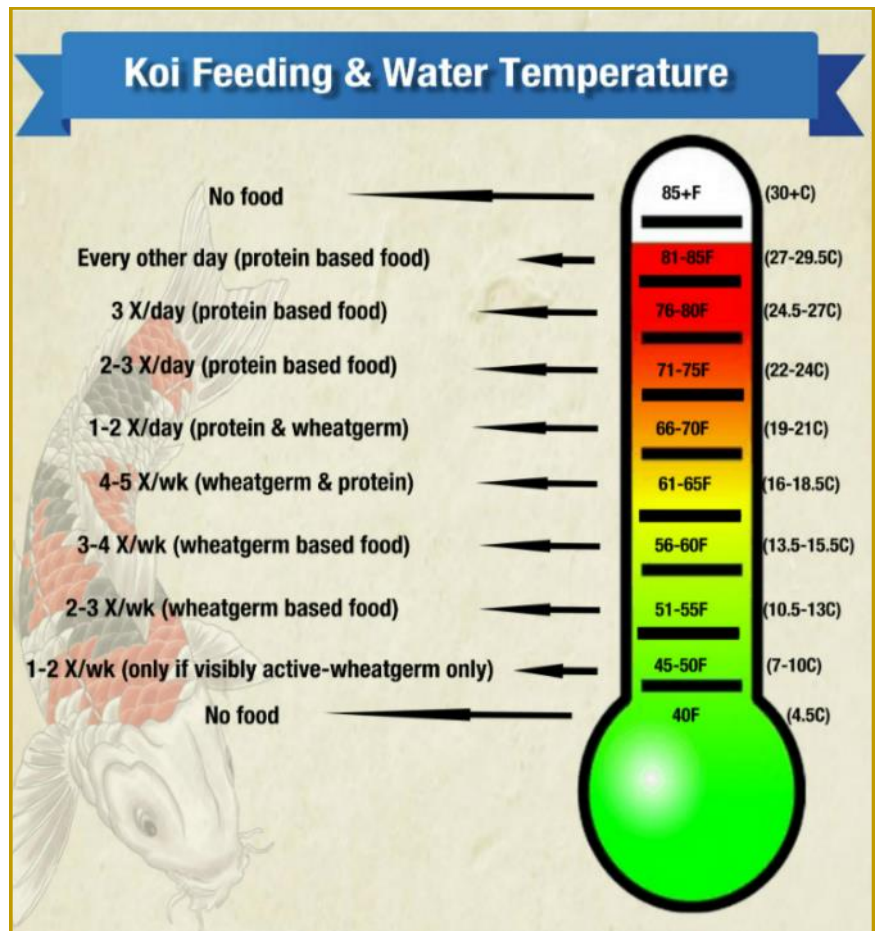 Koi Feeding & Water Temperature
No food 85+F (30+C)
Every other day (protein based food) 81-85F (27-29.5C)
3 X/day (protein based food) 76-80F (24.5-27C)
2-3 X/day (protein based food) 71-75F (22-24C)
1-2 X/day (protein & wheatgerm) 66-70F (19-21C)
4-5 X/wk (wheatgerm & protein) 61-65F (16-18.5C)
3-4 X/wk (wheatgerm based food) 56-60F (13.5-15.5C)
2-3 X/wk (wheatgerm based food) 51-55F (10.5-13C)
1-2 X/wk (only if visibly active-wheatgerm only) 45-50F (7-10C)
No food 40F (4.5C)